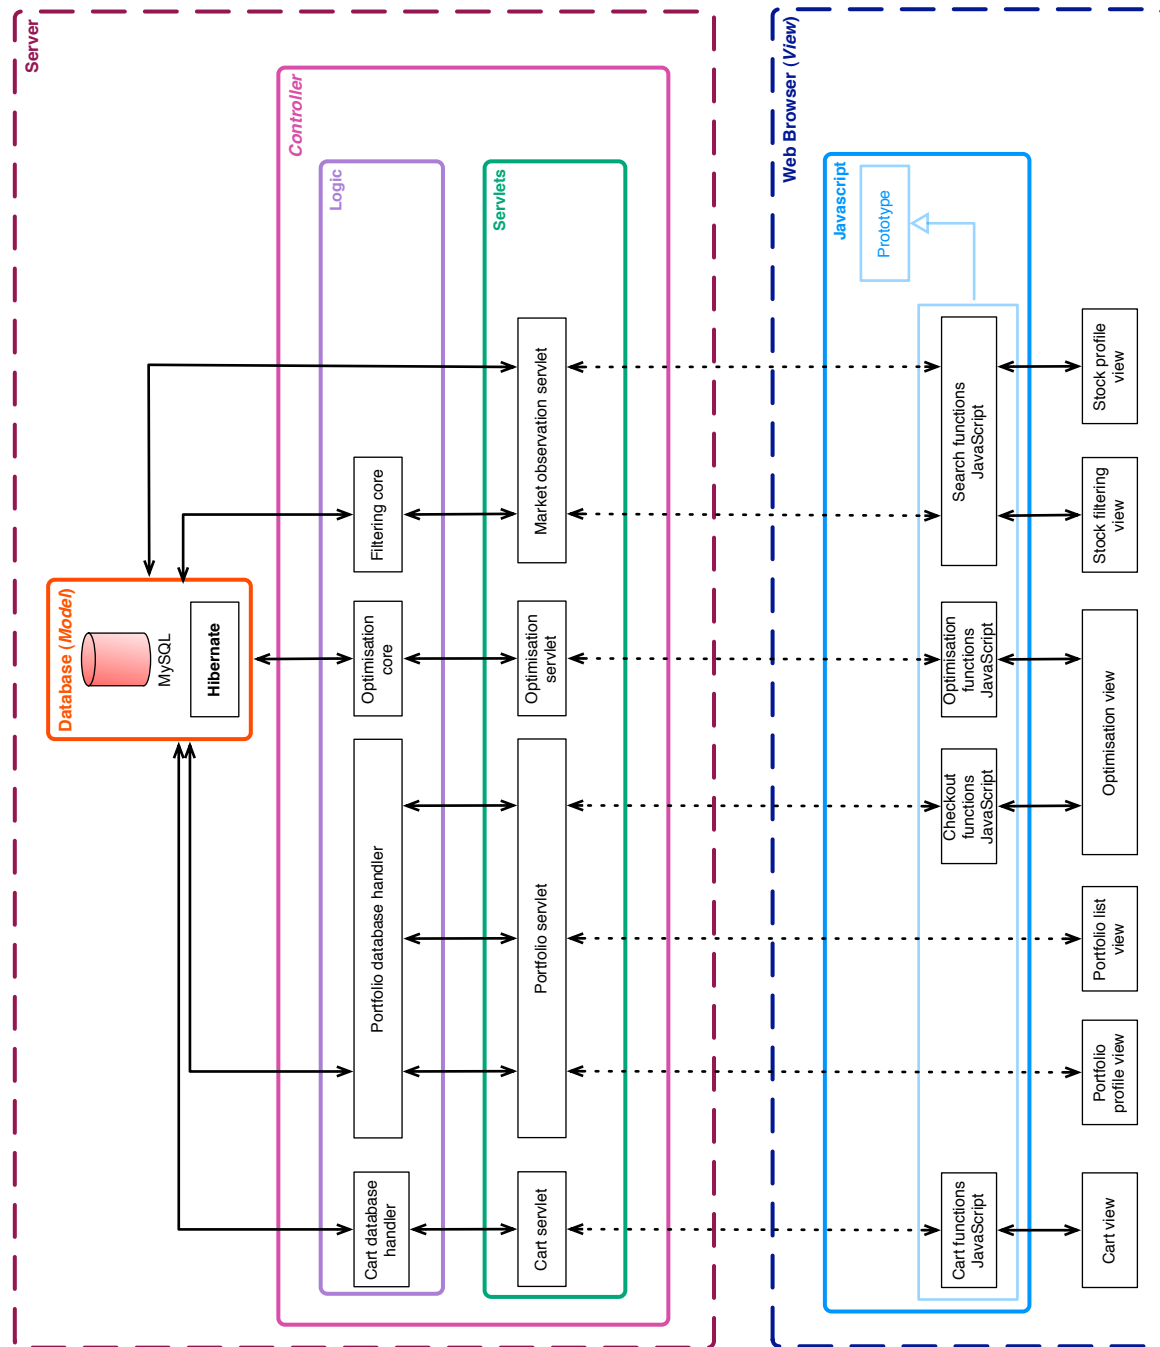 Server
Database (Model)
MySQL
Hibernate
Controller
Logic
Cart database
handler
Portfolio database handler
Optimisation
core
Filtering core
Servlets
Cart servlet
Portfolio servlet
Optimisation
servlet
Market observation servlet
Web Browser (View)
Javascript
Prototype
Cart functions
JavaScript
Checkout
functions
JavaScript
Optimisation
functions
JavaScript
Search functions
JavaScript
Cart view
Portfolio
profile view
Portfolio list
view
Optimisation view
Stock filtering
view
Stock profile
view